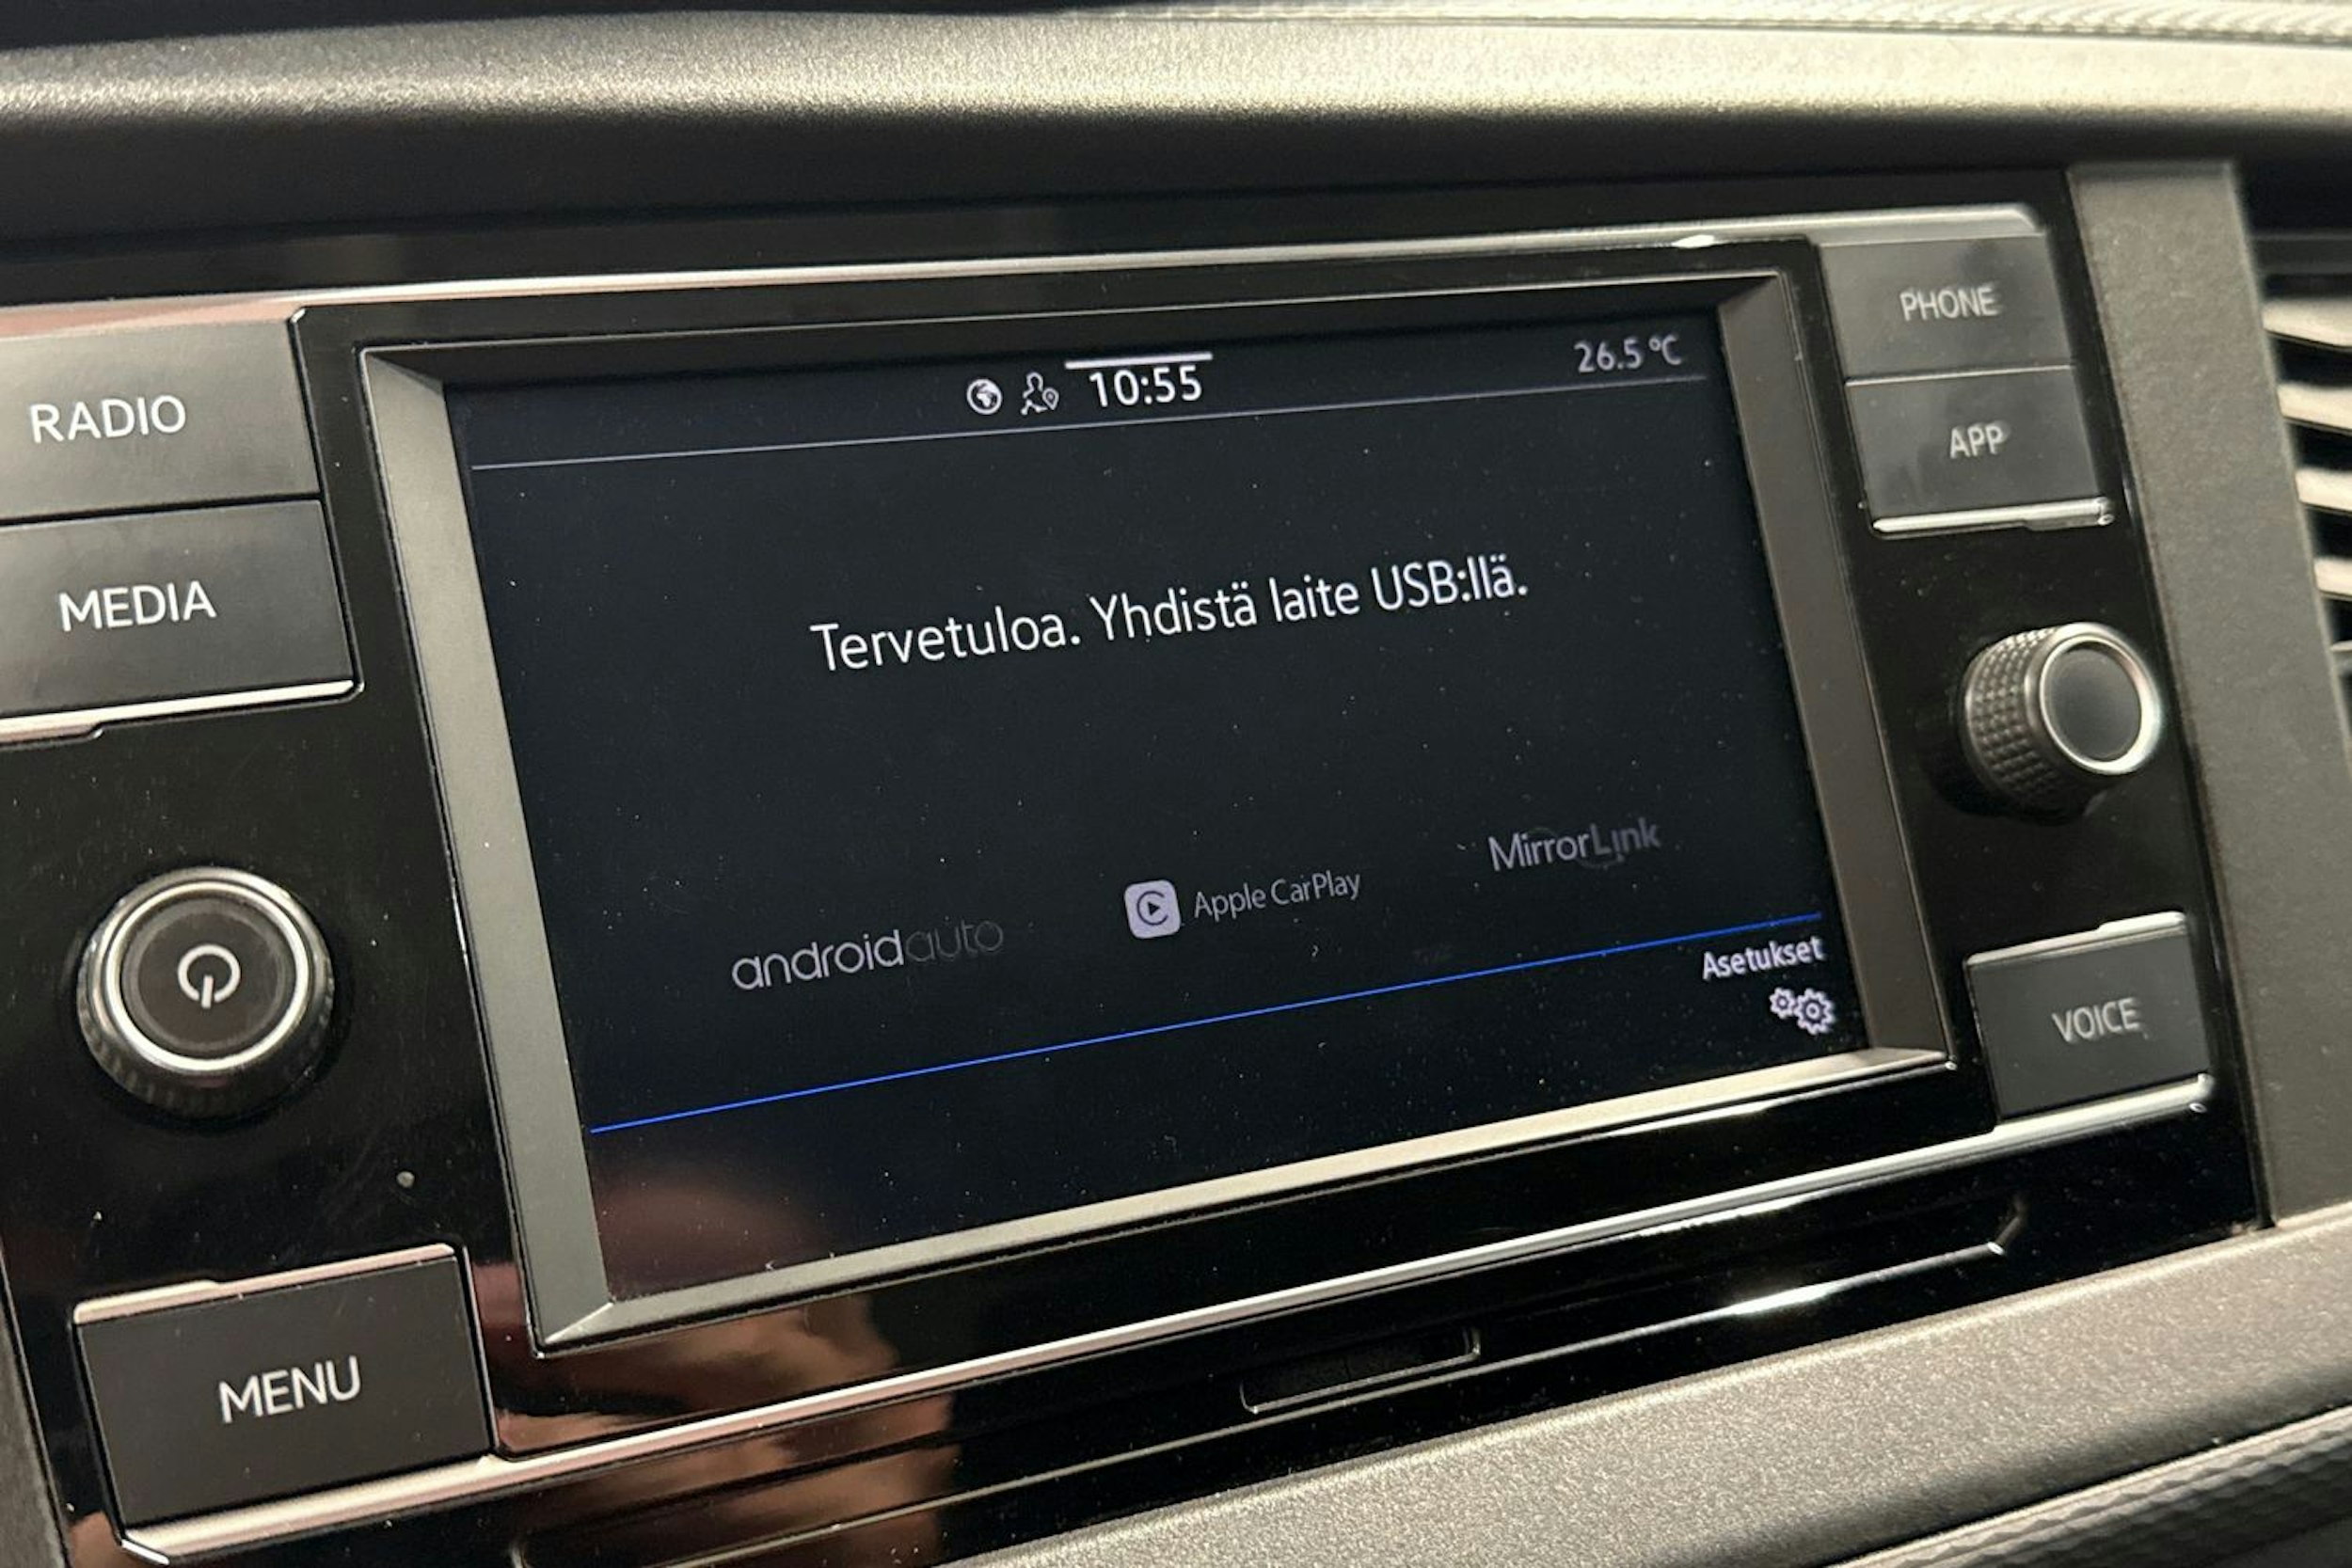 RADIO
MEDIA
MENU
10:55
26.5 °C
Tervetuloa. Yhdistä laite USB:llä.
androidauto
Apple CarPlay
MirrorLink
Asetukset
PHONE
APP
VOICE